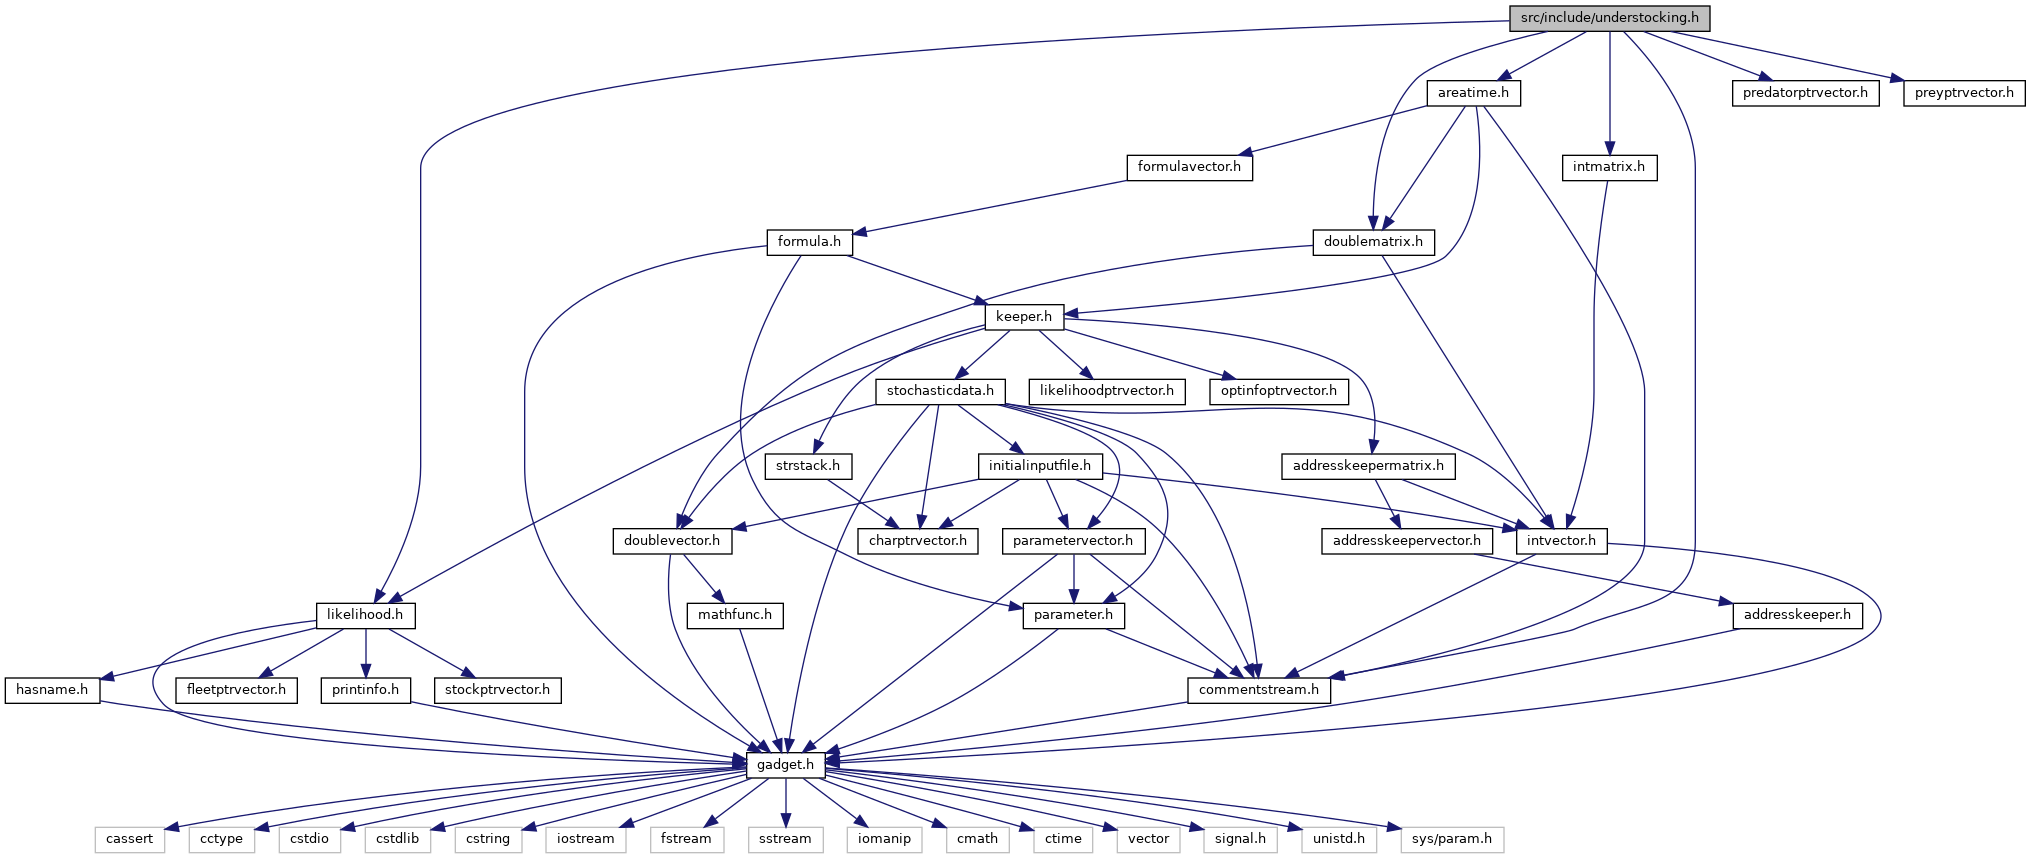 src/include/understocking.h
areatime.h
predatorptrvector.h
preyptrvector.h
formulavector.h
intmatrix.h
formula.h
doublematrix.h
keeper.h
stochasticdata.h
likelihoodptrvector.h
optinfoptrvector.h
strstack.h
initialinputfile.h
addresskeepermatrix.h
doublevector.h
charptrvector.h
parametervector.h
addresskeepervector.h
intvector.h
likelihood.h
mathfunc.h
parameter.h
addresskeeper.h
hasname.h
fleetptrvector.h
printinfo.h
stockptrvector.h
commentstream.h
gadget.h
cassert
cctype
cstdio
cstdlib
cstring
iostream
fstream
sstream
iomanip
cmath
ctime
vector
signal.h
unistd.h
sys/param.h